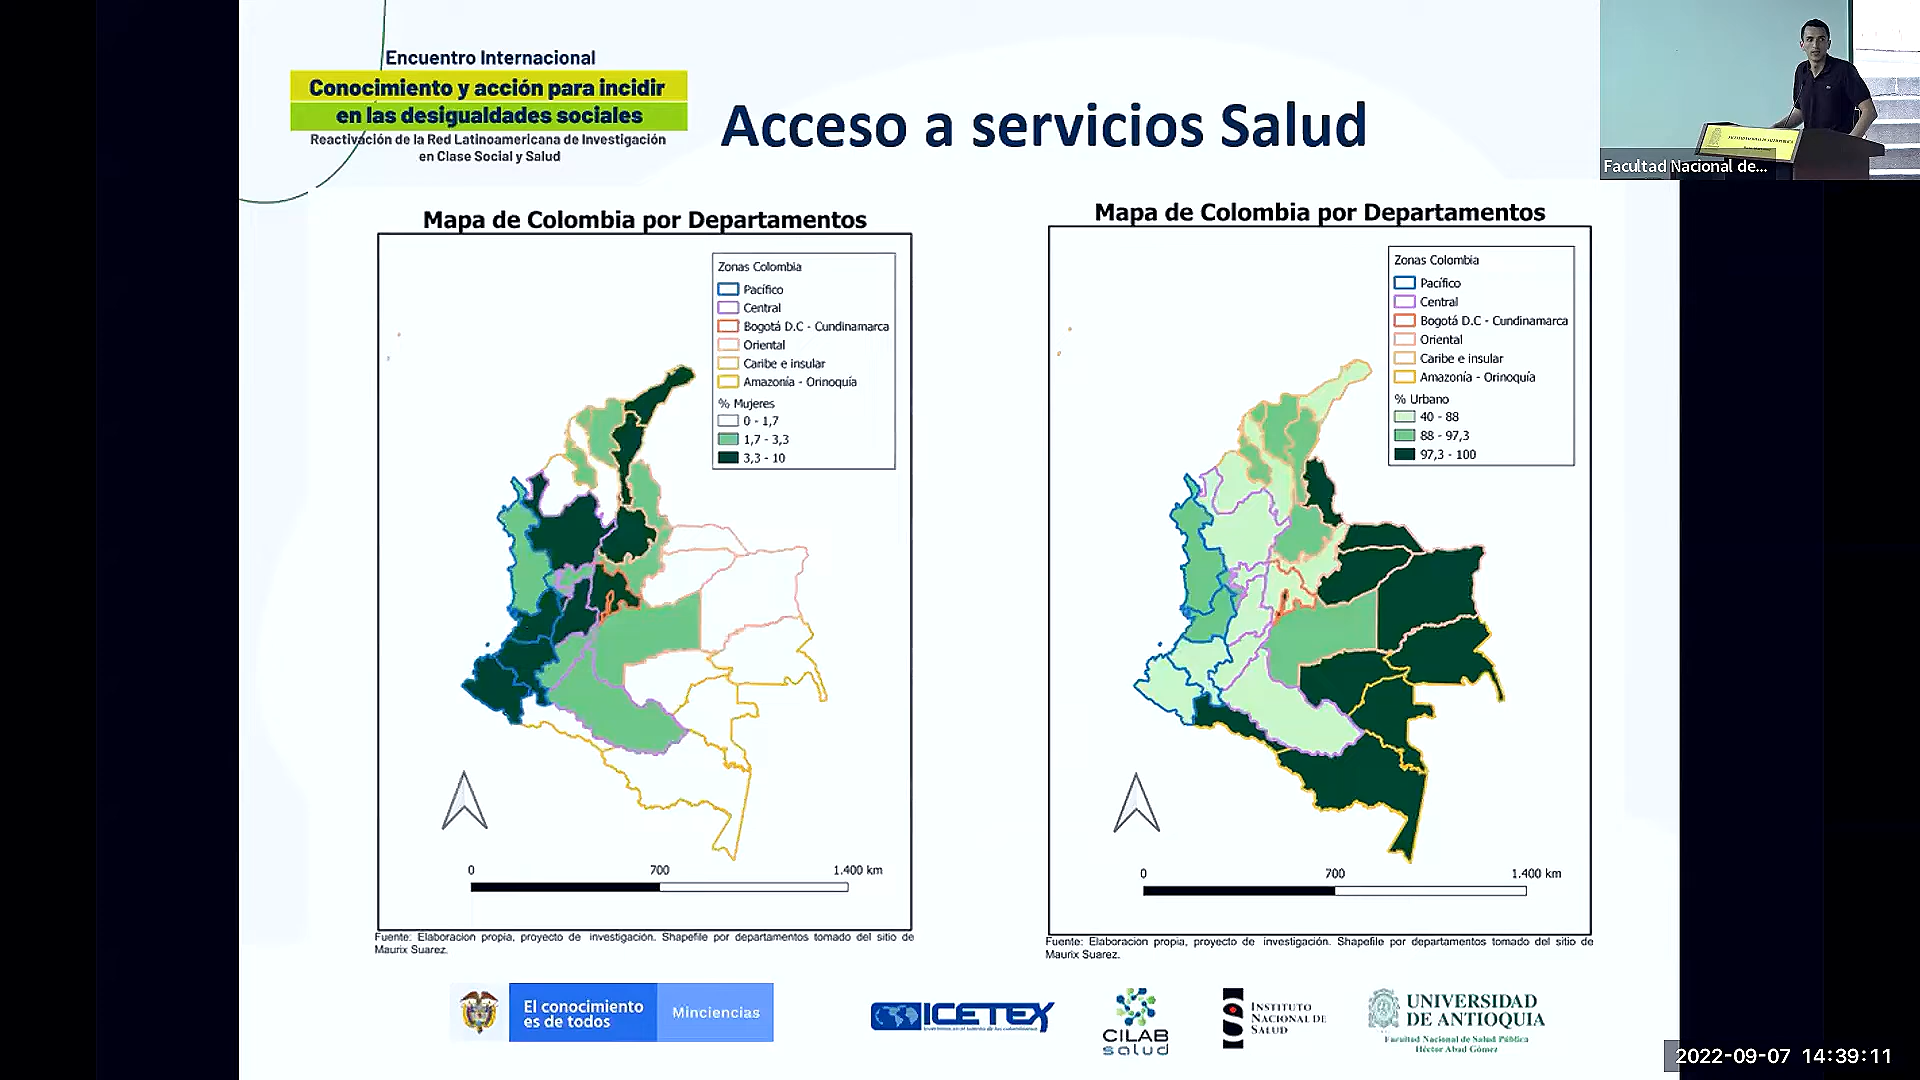 Encuentro Internacional
Conocimiento y acción para incidir
en las desigualdades sociales
Reactivación de la Red Latinoamericana de Investigación
en Clase Social y Salud
Acceso a servicios Salud
Facultad Nacional de...
Mapa de Colombia por Departamentos
Zonas Colombia
Pacífico
Central
Bogotá D.C - Cundinamarca
Oriental
Caribe e insular
Amazonía - Orinoquía
% Mujeres
0 - 1,7
1,7 - 3,3
3,3 - 10
0 700 1.400 km
Fuente: Elaboracion propia, proyecto de investigación. Shapefile por departamentos tomado del sitio de
Maurix Suarez.
Mapa de Colombia por Departamentos
Zonas Colombia
Pacífico
Central
Bogotá D.C - Cundinamarca
Oriental
Caribe e insular
Amazonía - Orinoquía
% Urbano
40 - 88
88 - 97,3
97,3 - 100
0 700 1.400 km
Fuente: Elaboracion propia, proyecto de investigación. Shapefile por departamentos tomado del sitio de
Maurix Suarez.
El conocimiento
es de todos
Minciencias
ICETEX
CILAB
salud
INSTITUTO
NACIONAL DE
SALUD
UNIVERSIDAD
DE ANTIOQUIA
Facultad Nacional de Salud Pública
Héctor Abad Gómez
2022-09-07 14:39:11